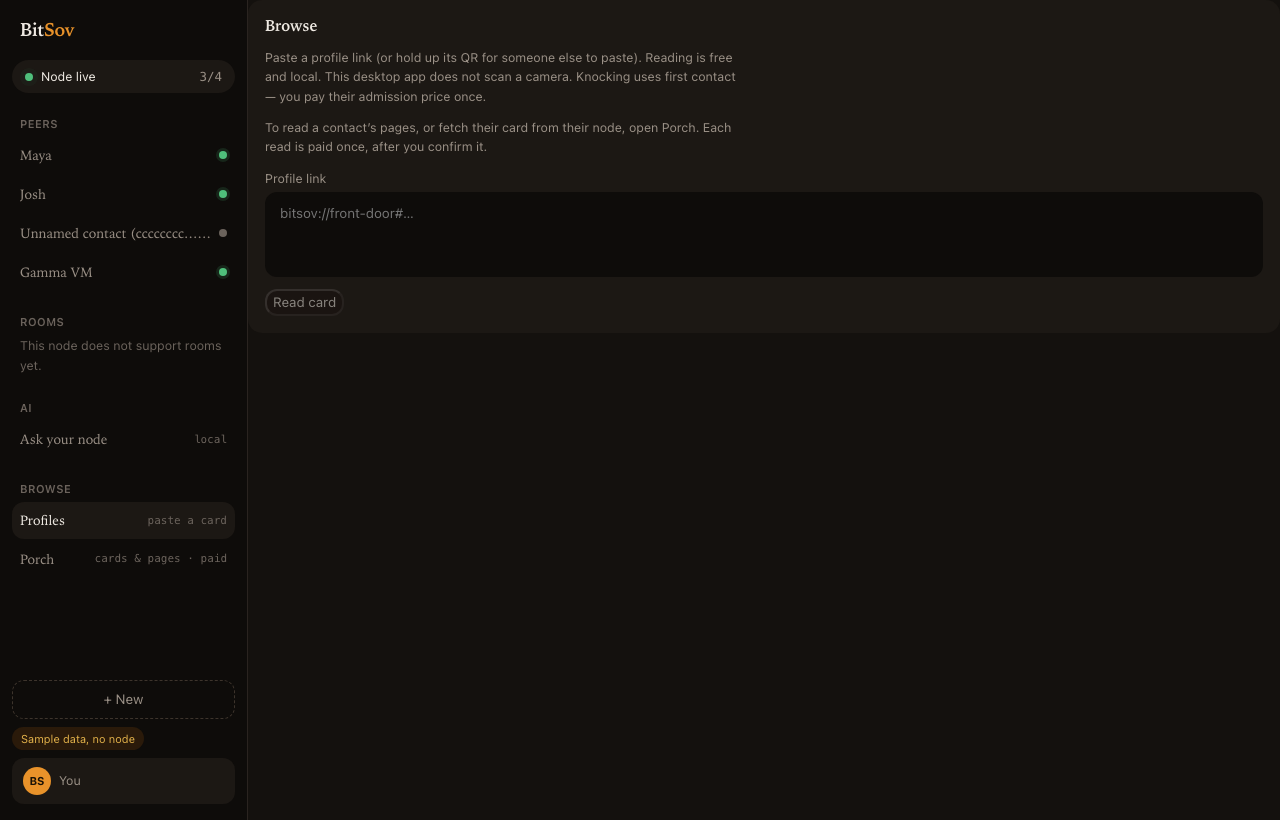 BitSov
Node live 3/4
PEERS
Maya
Josh
Unnamed contact (cccccccc……
Gamma VM
ROOMS
This node does not support rooms
yet.
AI
Ask your node local
BROWSE
Profiles paste a card
Porch cards & pages · paid
+ New
Sample data, no node
BS You
Browse
Paste a profile link (or hold up its QR for someone else to paste). Reading is free
and local. This desktop app does not scan a camera. Knocking uses first contact
— you pay their admission price once.
To read a contact's pages, or fetch their card from their node, open Porch. Each
read is paid once, after you confirm it.
Profile link
bitsov://front-door#…
Read card